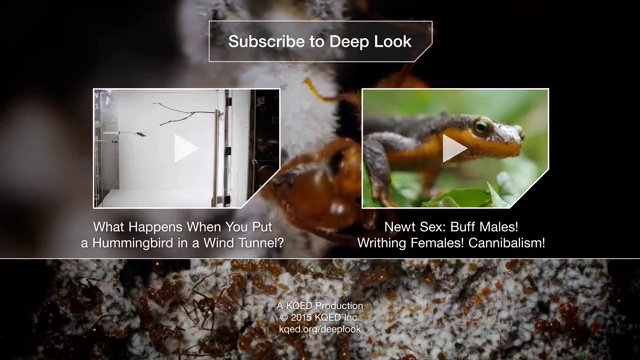 Subscribe to Deep Look
What Happens When You Put
a Hummingbird in a Wind Tunnel?
Newt Sex: Buff Males!
Writhing Females! Cannibalism!
A KQED Production
© 2015 KQED Inc.
kqed.org/deeplook